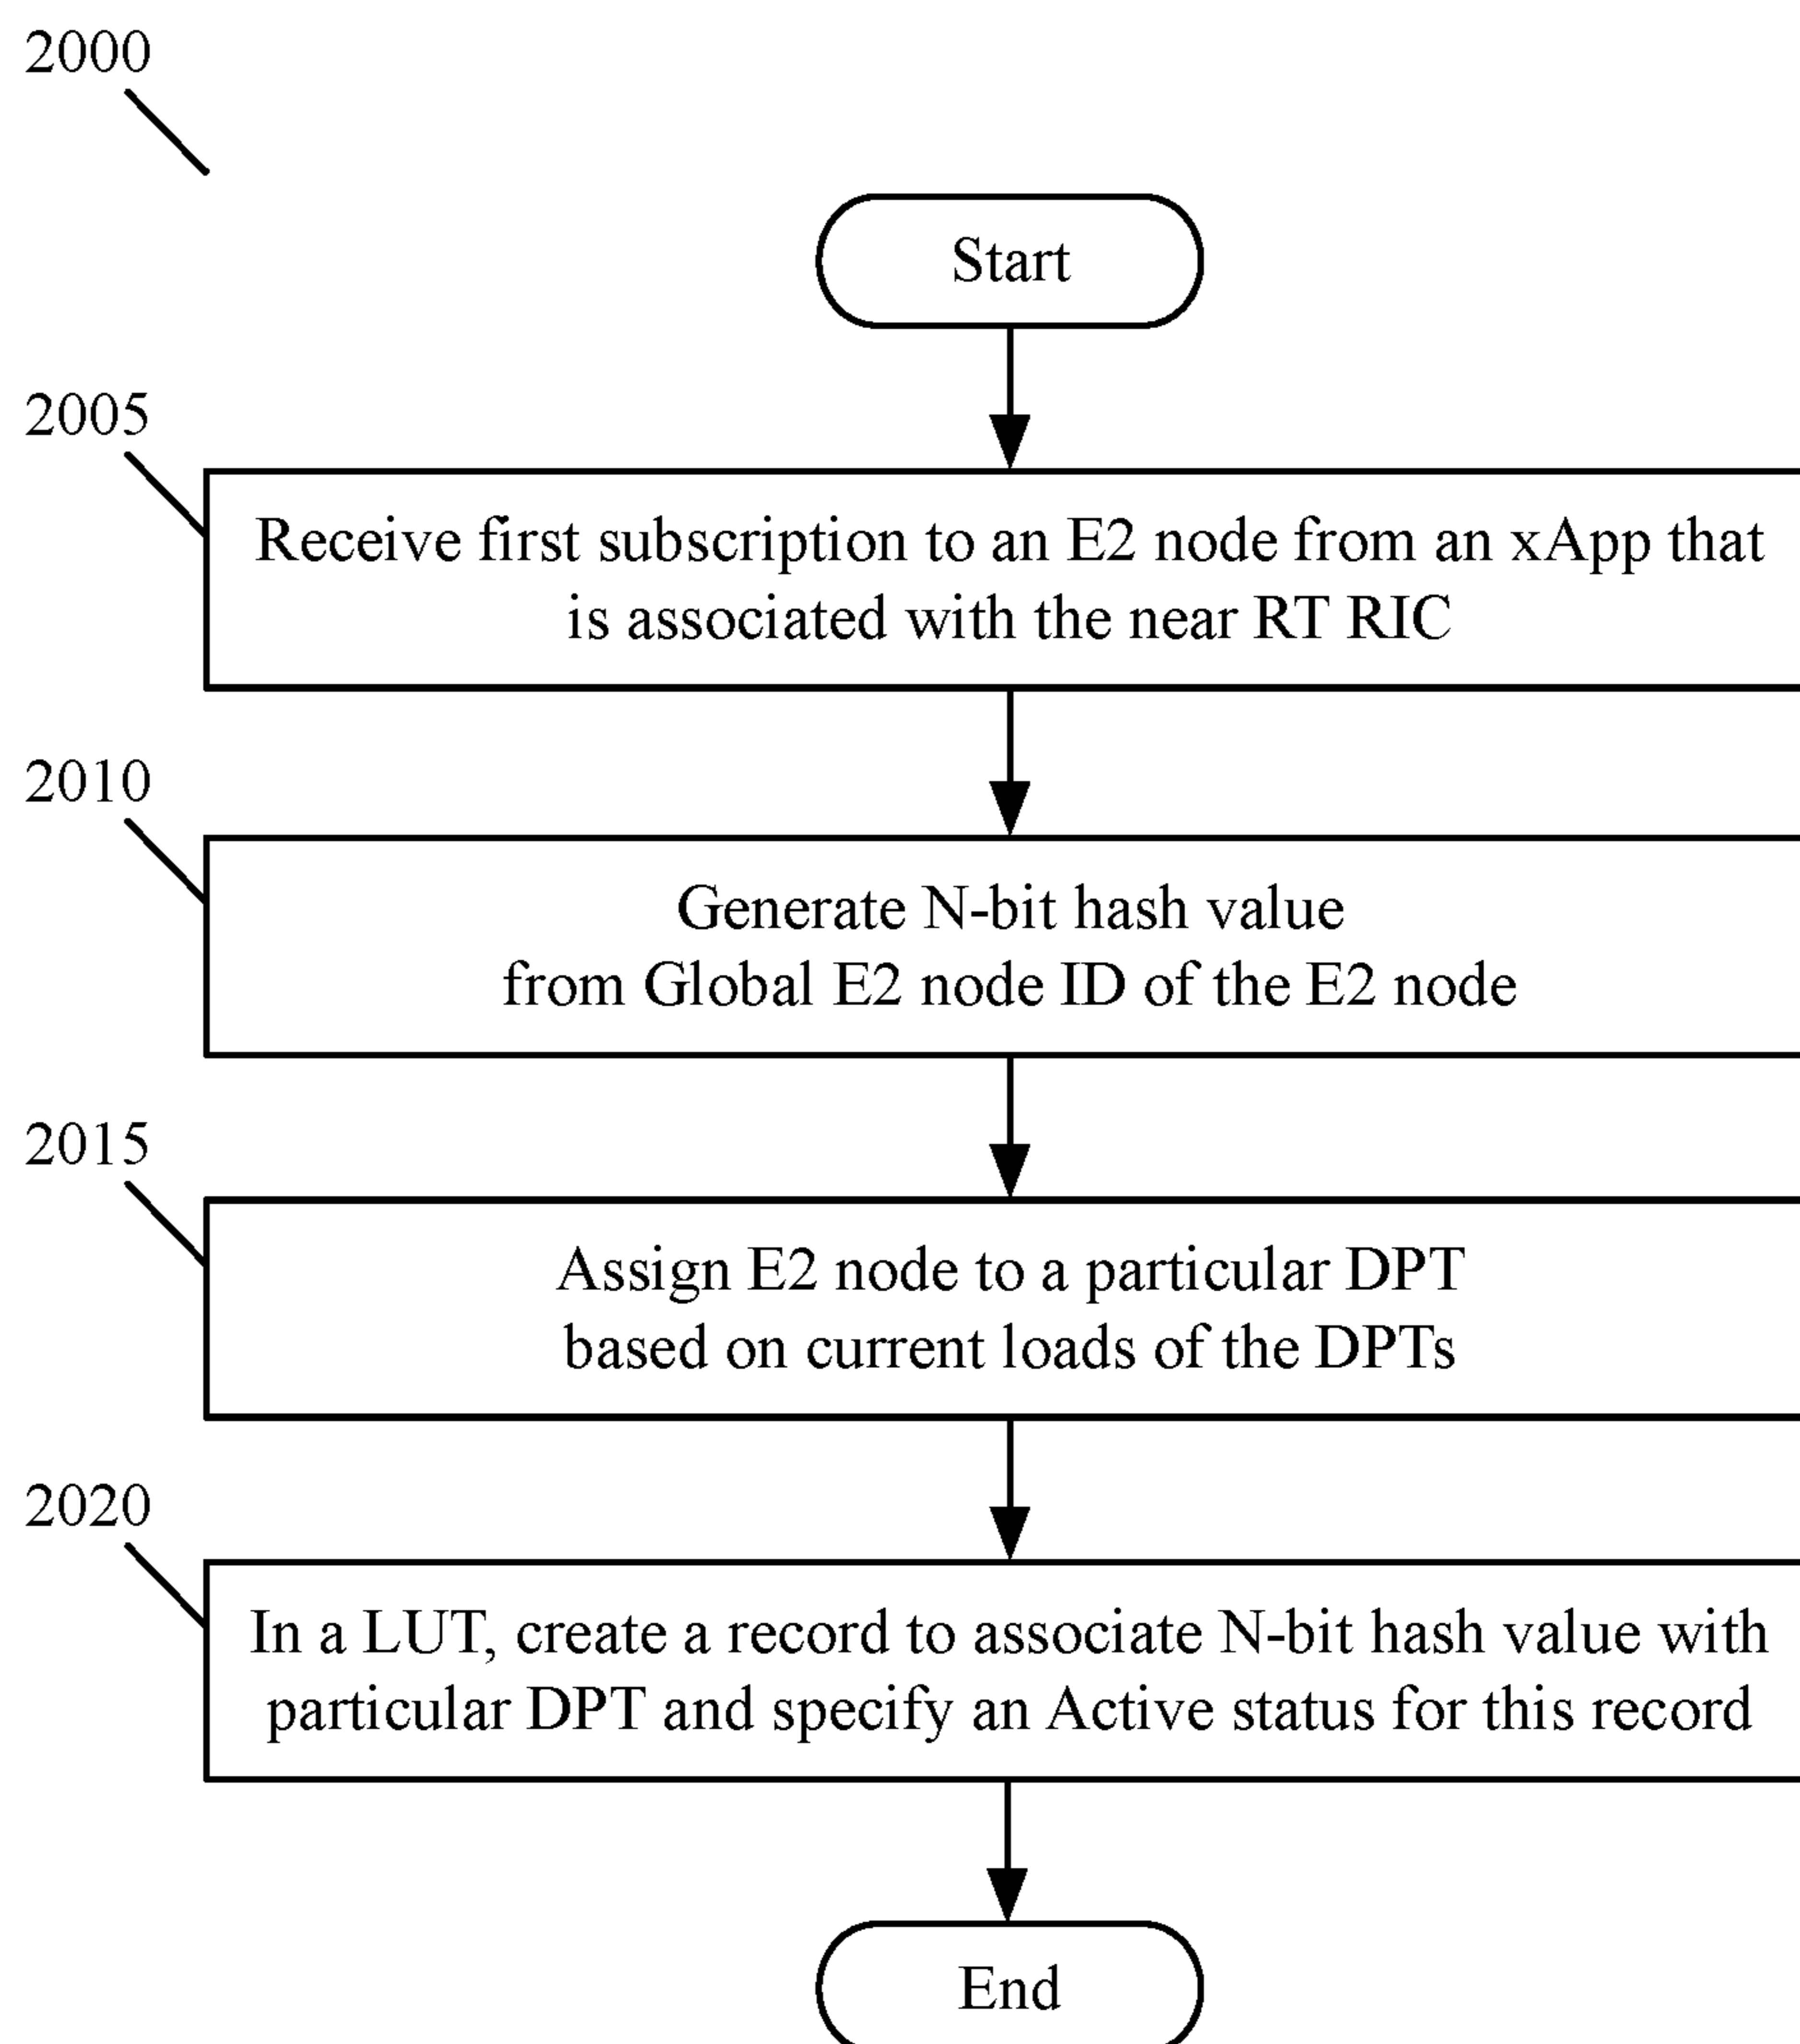 2000
Start
2005
Receive first subscription to an E2 node from an xApp that
is associated with the near RT RIC
2010
Generate N-bit hash value
from Global E2 node ID of the E2 node
2015
Assign E2 node to a particular DPT
based on current loads of the DPTs
2020
In a LUT, create a record to associate N-bit hash value with
particular DPT and specify an Active status for this record
End